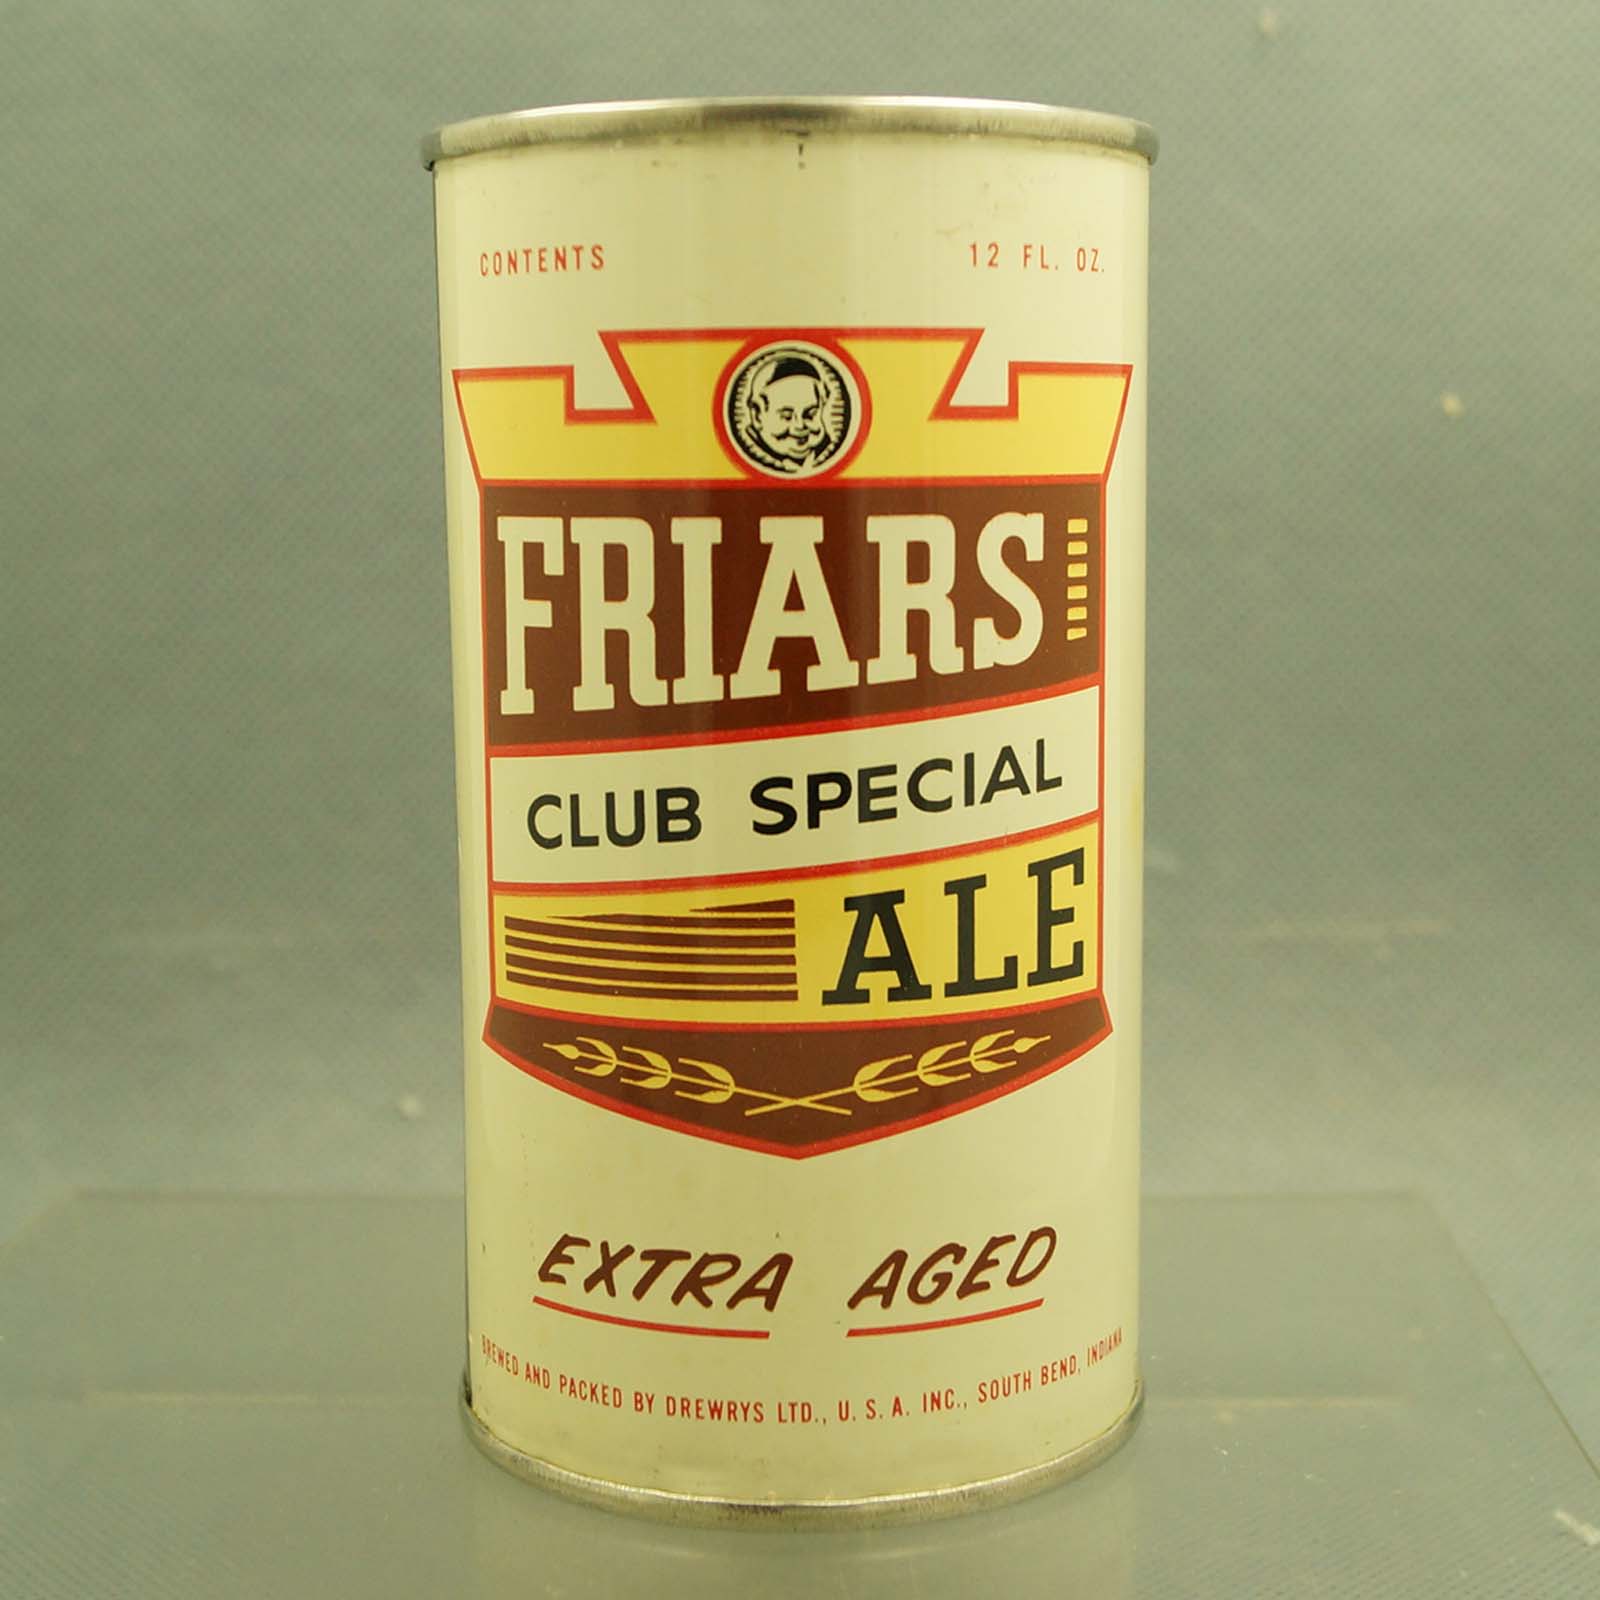 CONTENTS 12 FL. OZ.
FRIARS
CLUB SPECIAL
ALE
EXTRA AGED
BREWED AND PACKED BY DREWRYS LTD., U. S. A. INC., SOUTH BEND, INDIANA